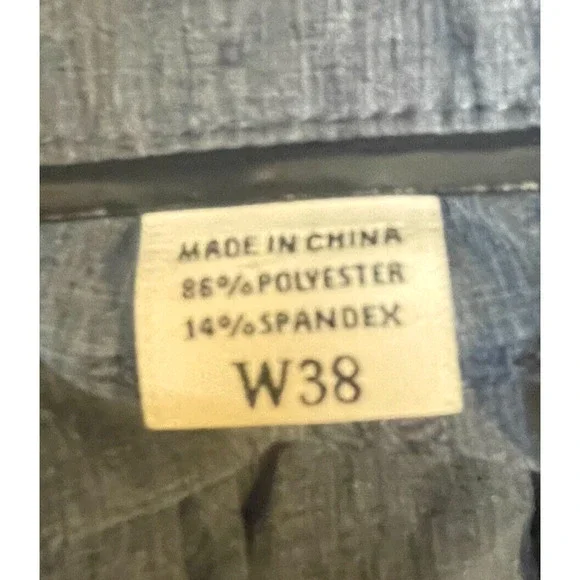 MADE IN CHINA
86% POLYESTER
14% SPANDEX
W38